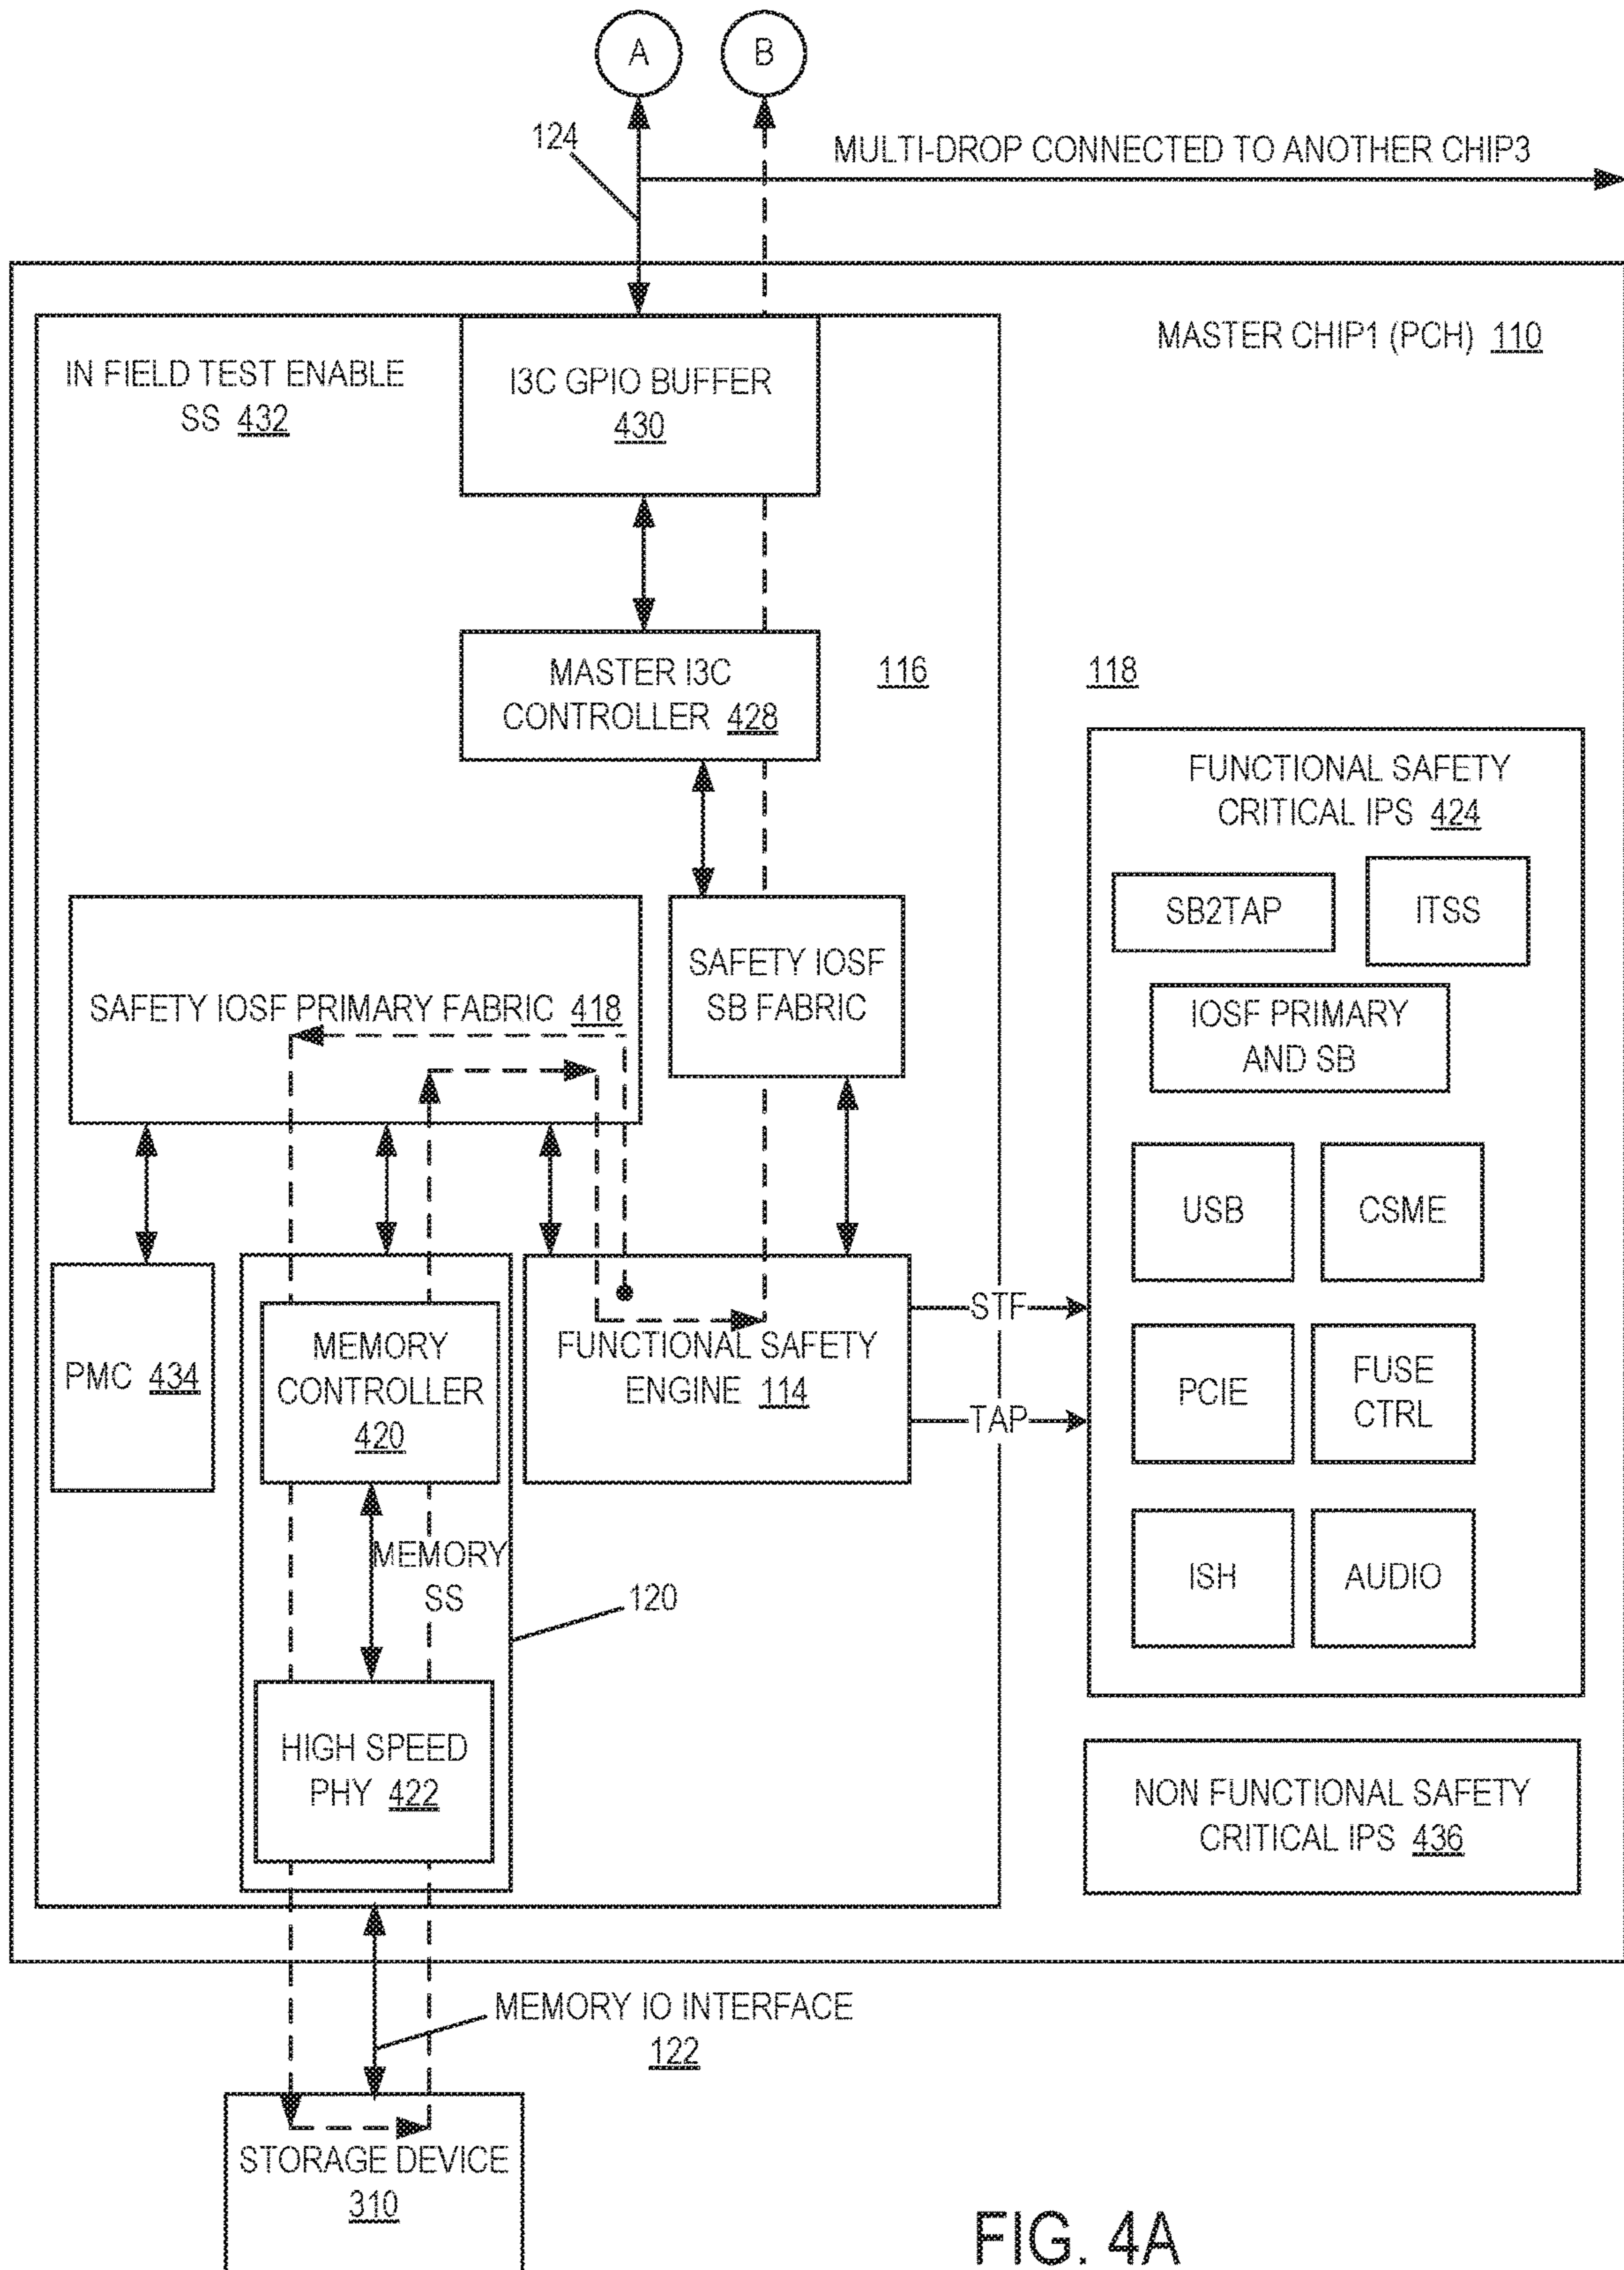 A
B
124
MULTI-DROP CONNECTED TO ANOTHER CHIP3
MASTER CHIP1 (PCH) 110
IN FIELD TEST ENABLE
SS 432
I3C GPIO BUFFER
430
MASTER I3C
CONTROLLER 428
116
118
FUNCTIONAL SAFETY
CRITICAL IPS 424
SB2TAP
ITSS
SAFETY IOSF
SB FABRIC
SAFETY IOSF PRIMARY FABRIC 418
IOSF PRIMARY
AND SB
USB
CSME
STF
PMC 434
MEMORY
CONTROLLER
420
FUNCTIONAL SAFETY
ENGINE 114
TAP
PCIE
FUSE
CTRL
MEMORY
SS
120
ISH
AUDIO
HIGH SPEED
PHY 422
NON FUNCTIONAL SAFETY
CRITICAL IPS 436
MEMORY IO INTERFACE
122
STORAGE DEVICE
310
FIG. 4A